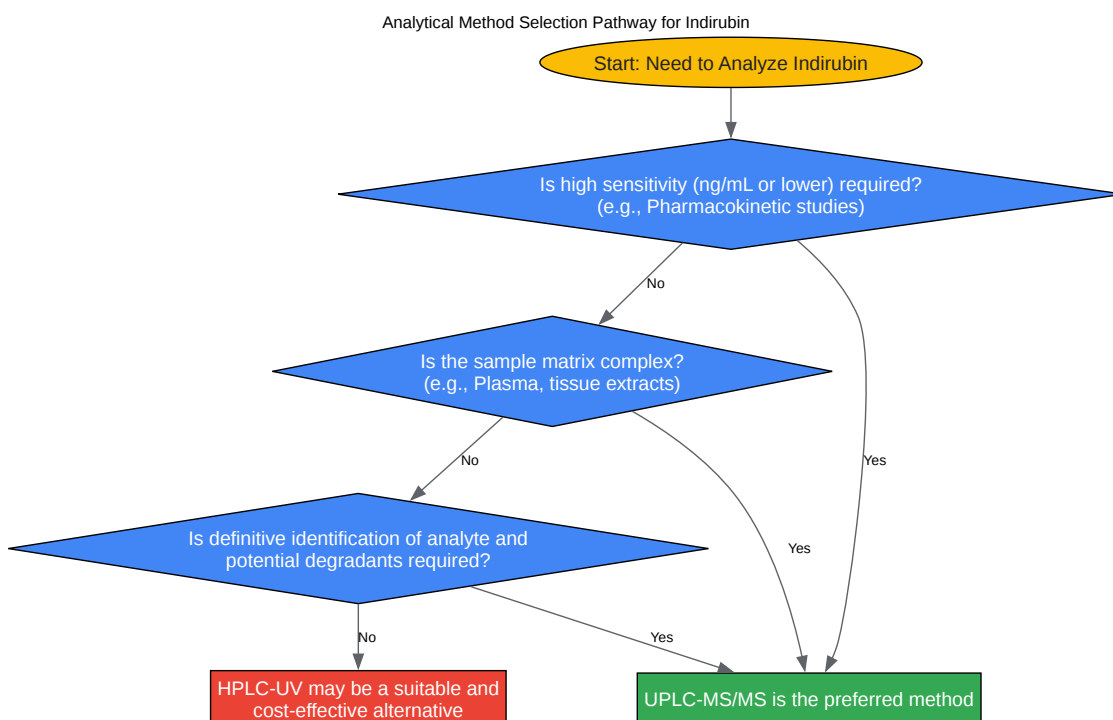 Analytical Method Selection Pathway for Indirubin
Start: Need to Analyze Indirubin
Is high sensitivity (ng/mL or lower) required?
(e.g., Pharmacokinetic studies)
No
Is the sample matrix complex?
(e.g., Plasma, tissue extracts)
Yes
No
Is definitive identification of analyte and
potential degradants required?
Yes
No
Yes
HPLC-UV may be a suitable and
cost-effective alternative
UPLC-MS/MS is the preferred method